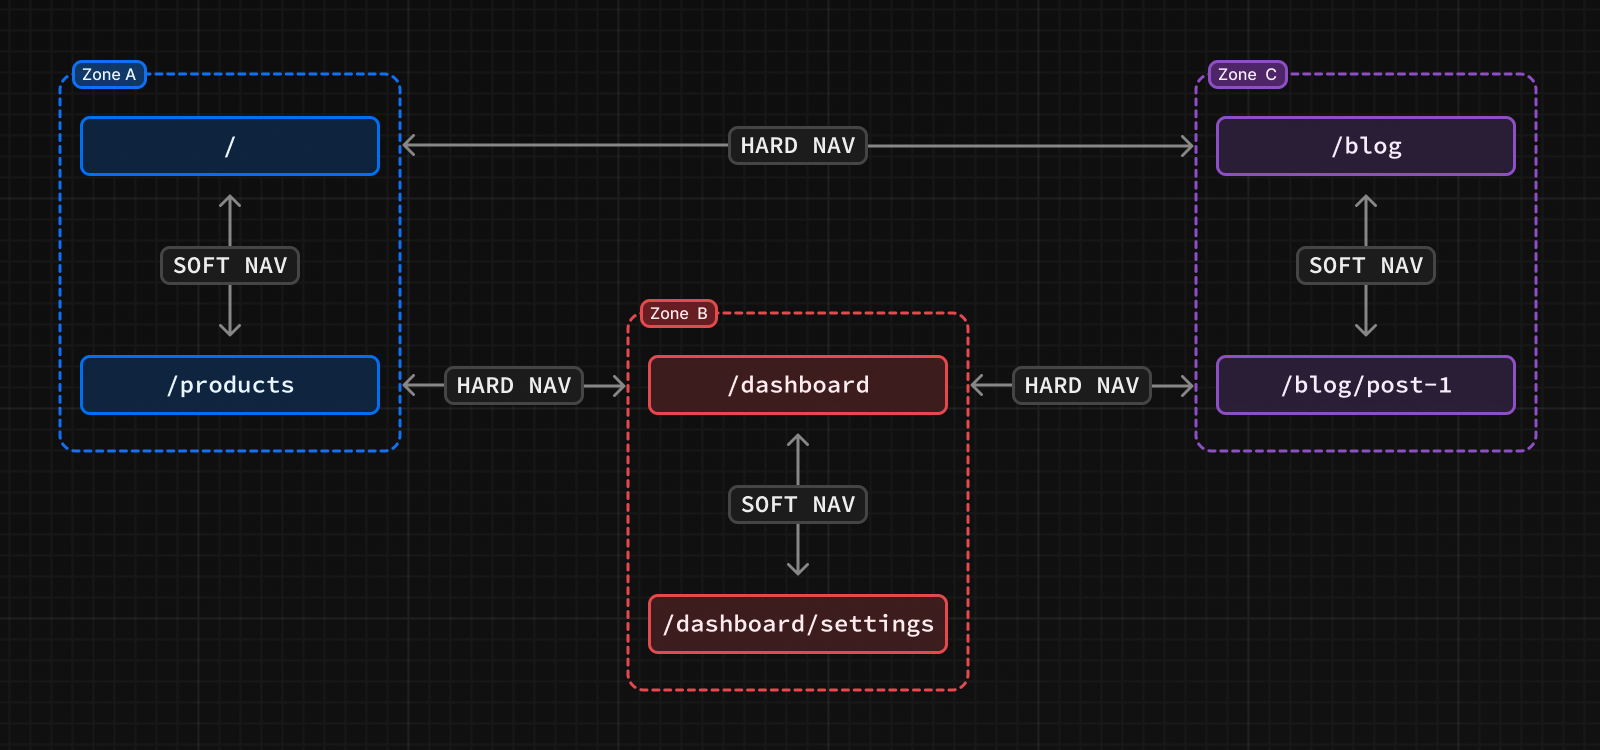 Zone A
Zone C
/
HARD NAV
/blog
SOFT NAV
SOFT NAV
Zone B
/products
HARD NAV
/dashboard
HARD NAV
/blog/post-1
SOFT NAV
/dashboard/settings